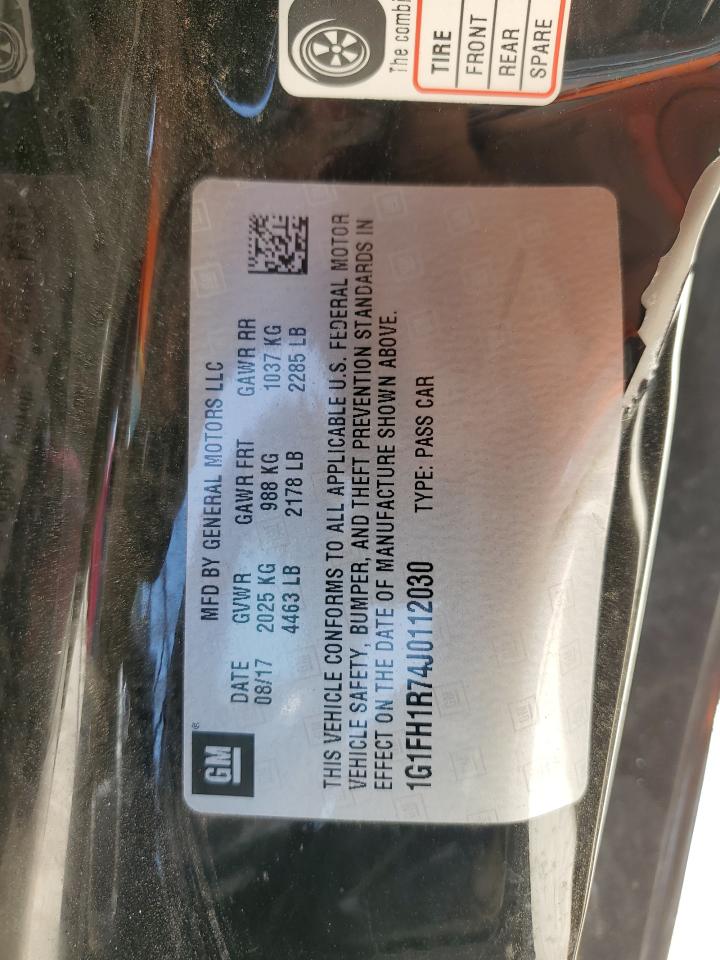 GM®
MFD BY GENERAL MOTORS LLC
DATE GVWR GAWR FRT GAWR RR
08/17 2025 KG 988 KG 1037 KG
4463 LB 2178 LB 2285 LB
THIS VEHICLE CONFORMS TO ALL APPLICABLE U.S. FEDERAL MOTOR
VEHICLE SAFETY, BUMPER, AND THEFT PREVENTION STANDARDS IN
EFFECT ON THE DATE OF MANUFACTURE SHOWN ABOVE.
1G1FH1R74J0112030 TYPE: PASS CAR
The combi
TIRE
FRONT
REAR
SPARE